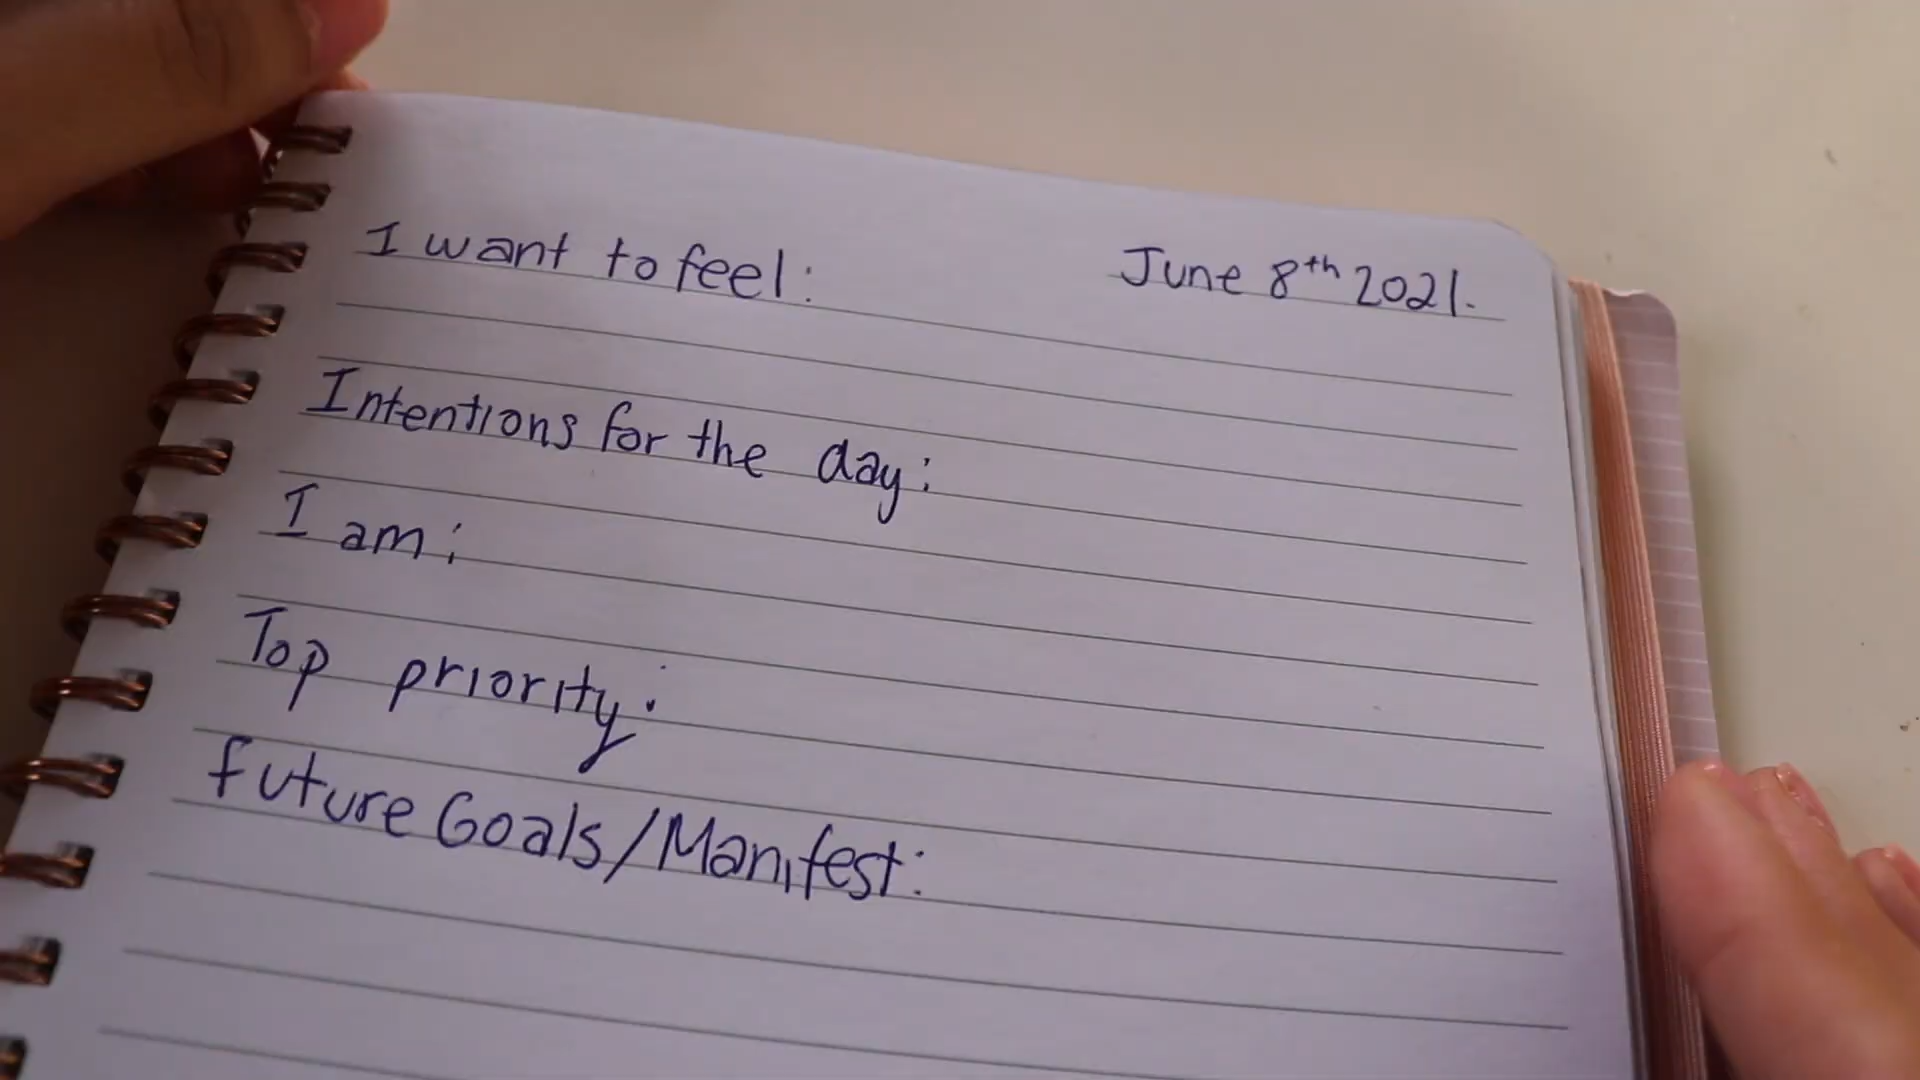 I want to feel: June 8th 2021.
Intentions for the day:
I am:
Top priority:
future Goals/Manifest: